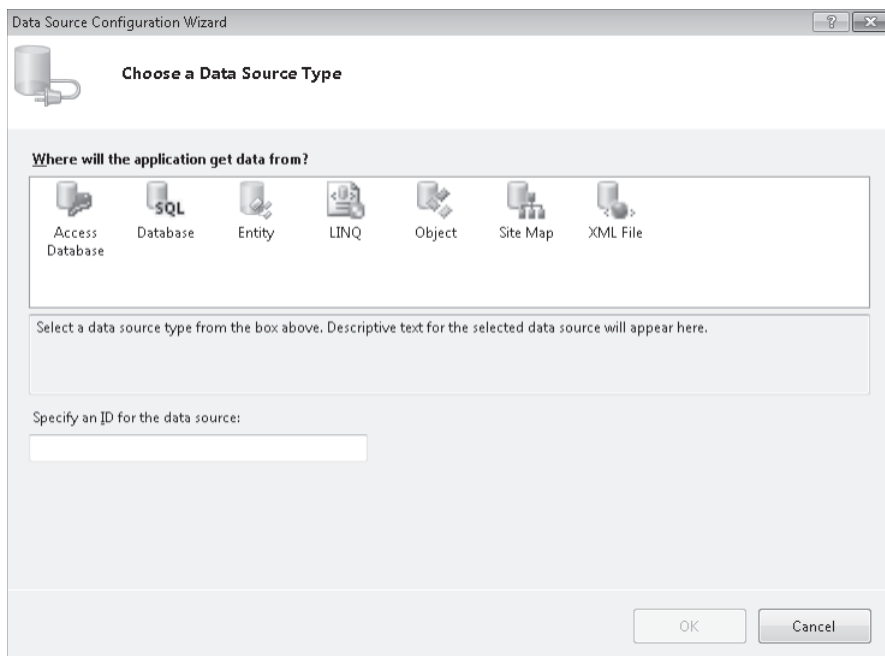 Data Source Configuration Wizard
?
Choose a Data Source Type
Where will the application get data from?
SQL
Access Database
Database
Entity
LINQ
Object
Site Map
XML File
Select a data source type from the box above. Descriptive text for the selected data source will appear here.
Specify an ID for the data source:
OK
Cancel